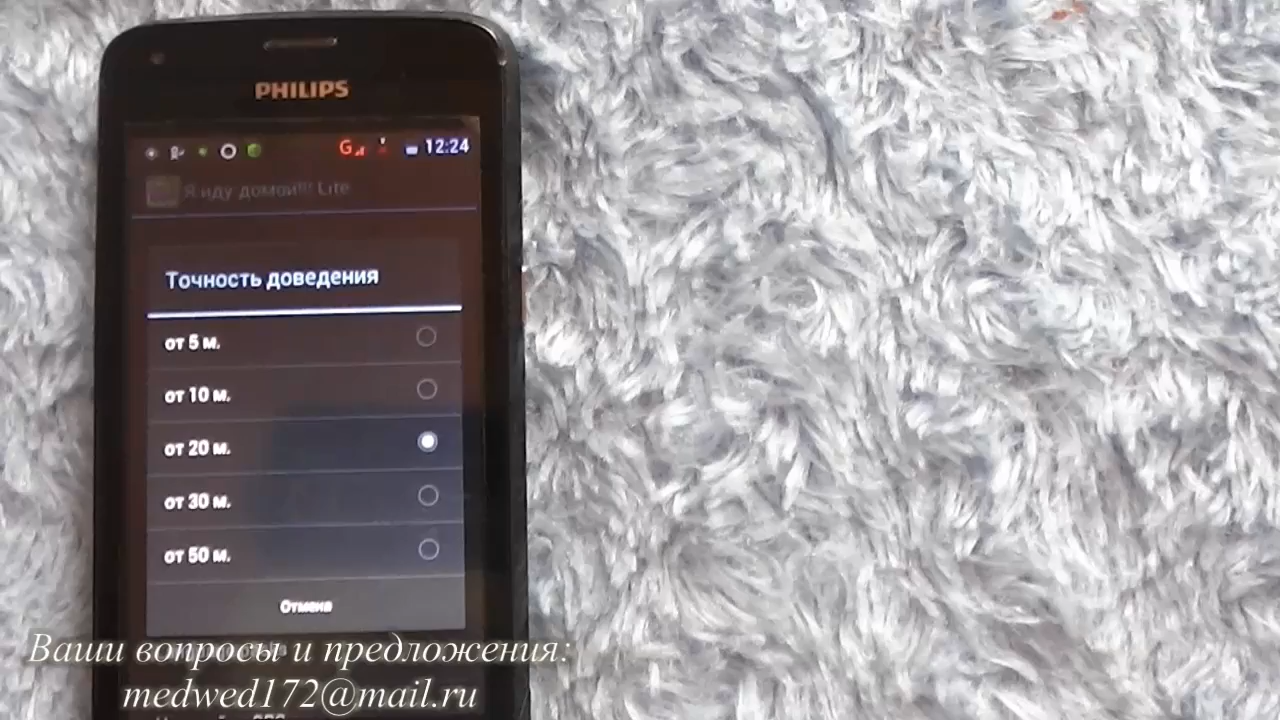 PHILIPS
G 12:24
Я иду домой!!! Lite
Точность доведения
от 5 м.
от 10 м.
от 20 м.
от 30 м.
от 50 м.
Отмена
Ваши вопросы и предложения:
medwed172@mail.ru